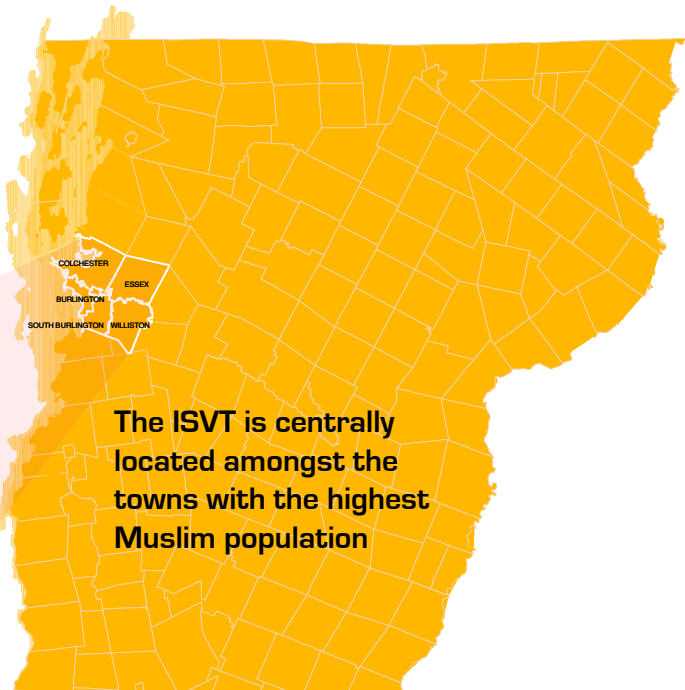 COLCHESTER
ESSEX
BURLINGTON
SOUTH BURLINGTON
WILLISTON
The ISVT is centrally
located amongst the
towns with the highest
Muslim population